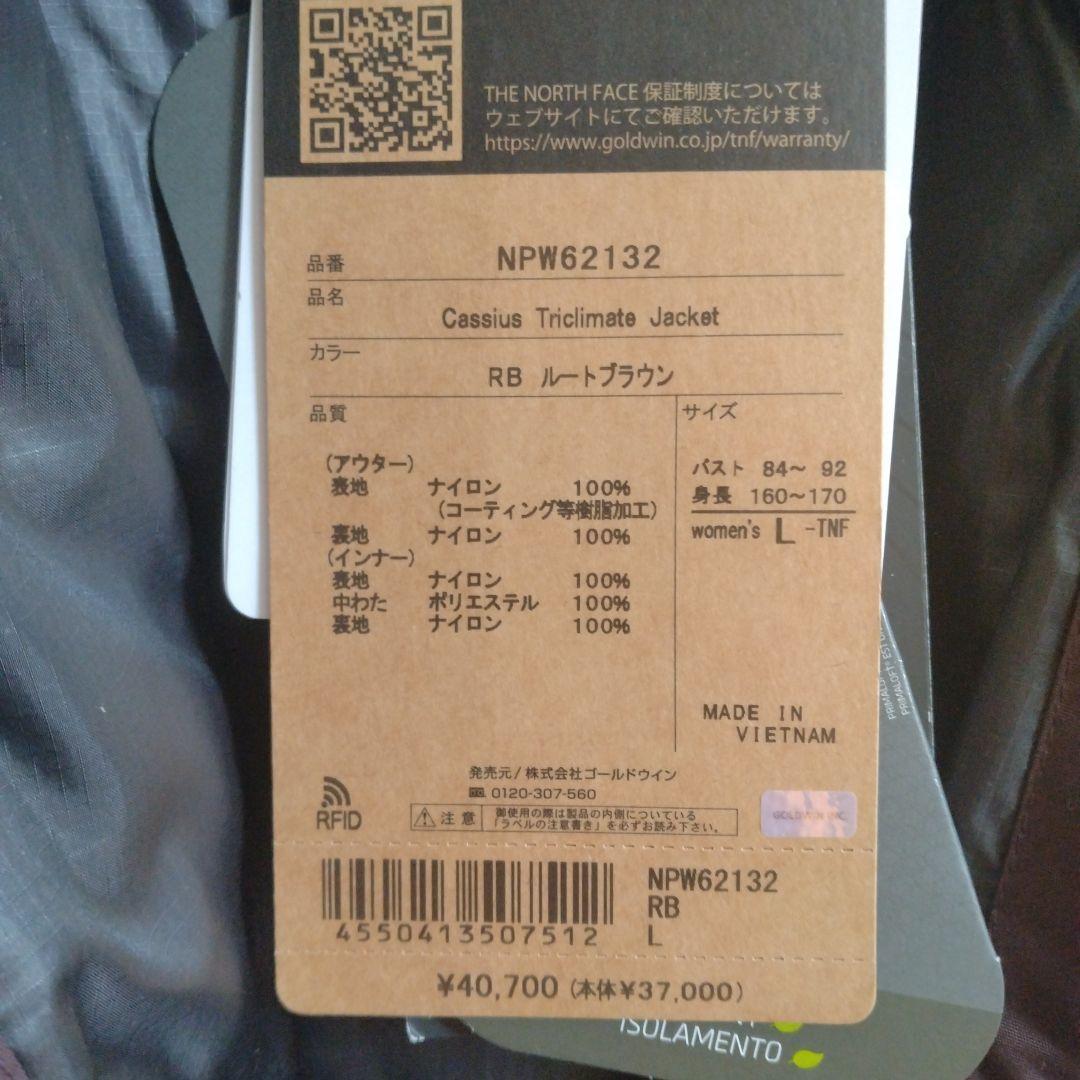 THE NORTH FACE 保証制度については
ウェブサイトにてご確認いただけます。
https://www.goldwin.co.jp/tnf/warranty/
品番 NPW62132
品名 Cassius Triclimate Jacket
カラー RB ルートブラウン
品質
(アウター)
表地 ナイロン 100%
(コーティング等樹脂加工)
裏地 ナイロン 100%
(インナー)
表地 ナイロン 100%
中わた ポリエステル 100%
裏地 ナイロン 100%
サイズ
バスト 84〜 92
身長 160〜170
women's L -TNF
MADE IN
VIETNAM
発売元/株式会社ゴールドウイン
0120-307-560
RFID
注意
御使用の際は製品の内側についている
「ラベルの注意書き」を必ずお読み下さい。
GOLDWIN INC.
4550413507512
NPW62132
RB
L
¥40,700 (本体¥37,000)
ISOLAMENTO